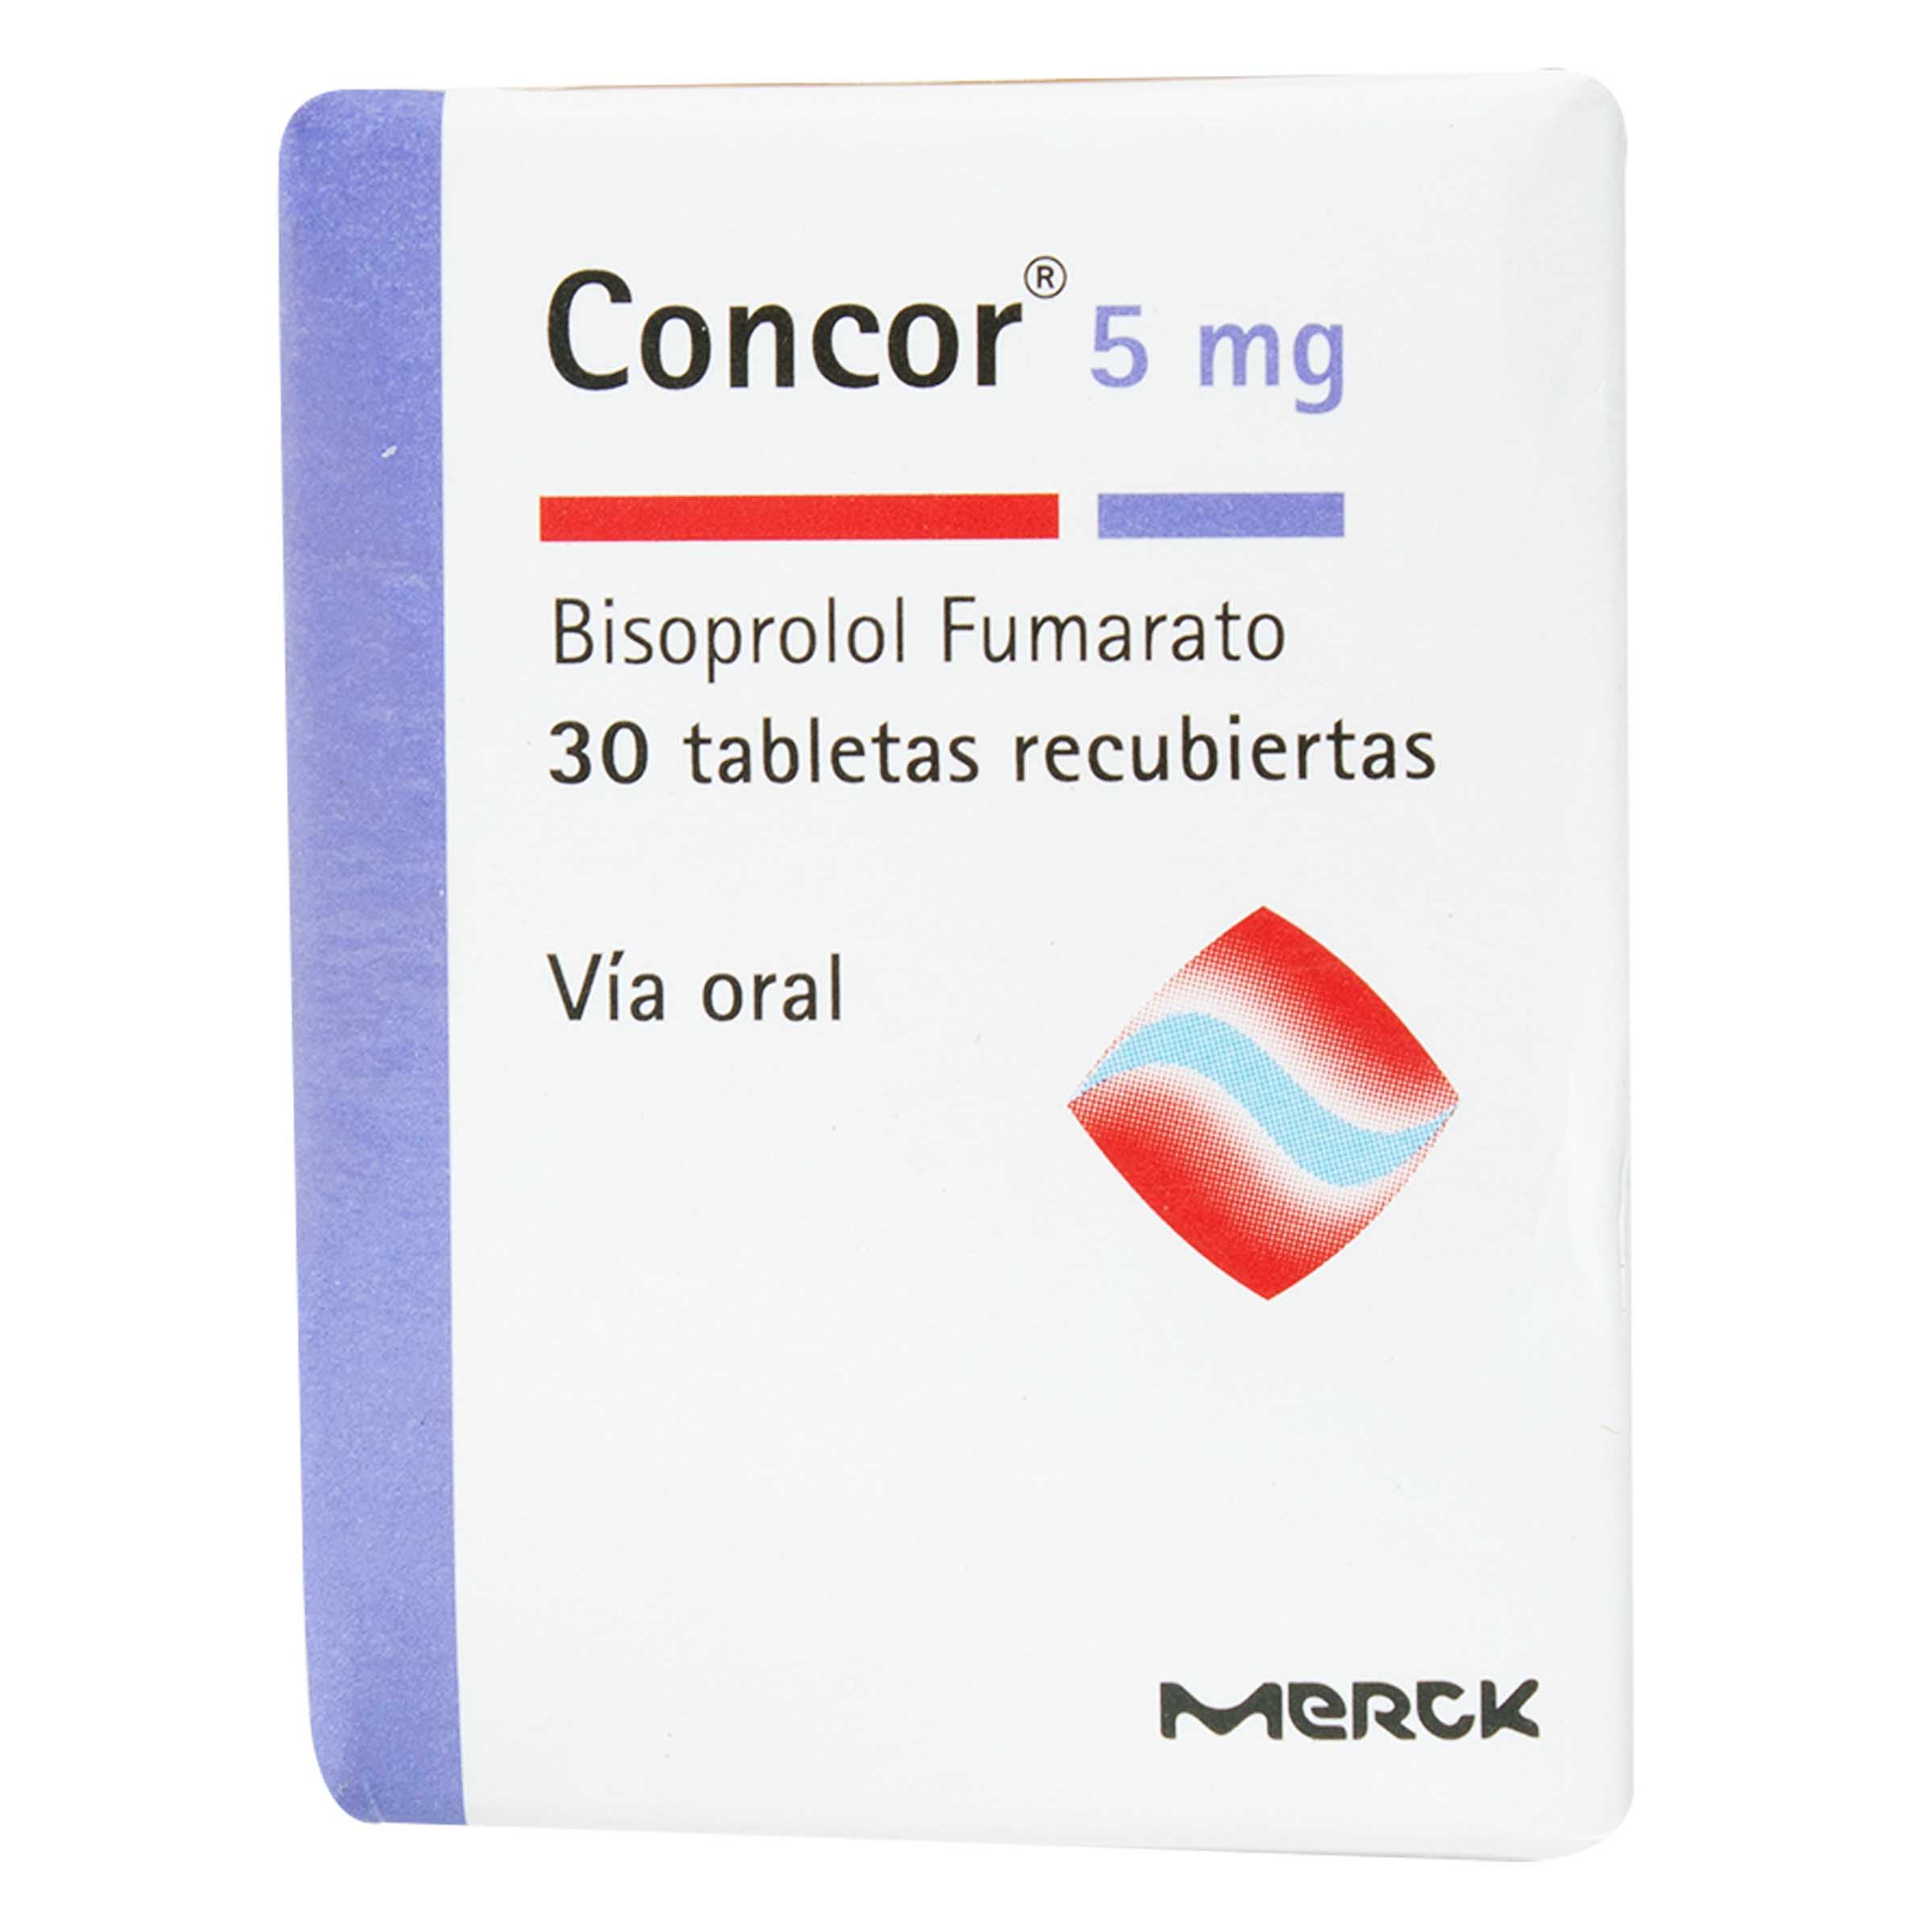 Concor® 5 mg
Bisoprolol Fumarato
30 tabletas recubiertas
Vía oral
MERCK